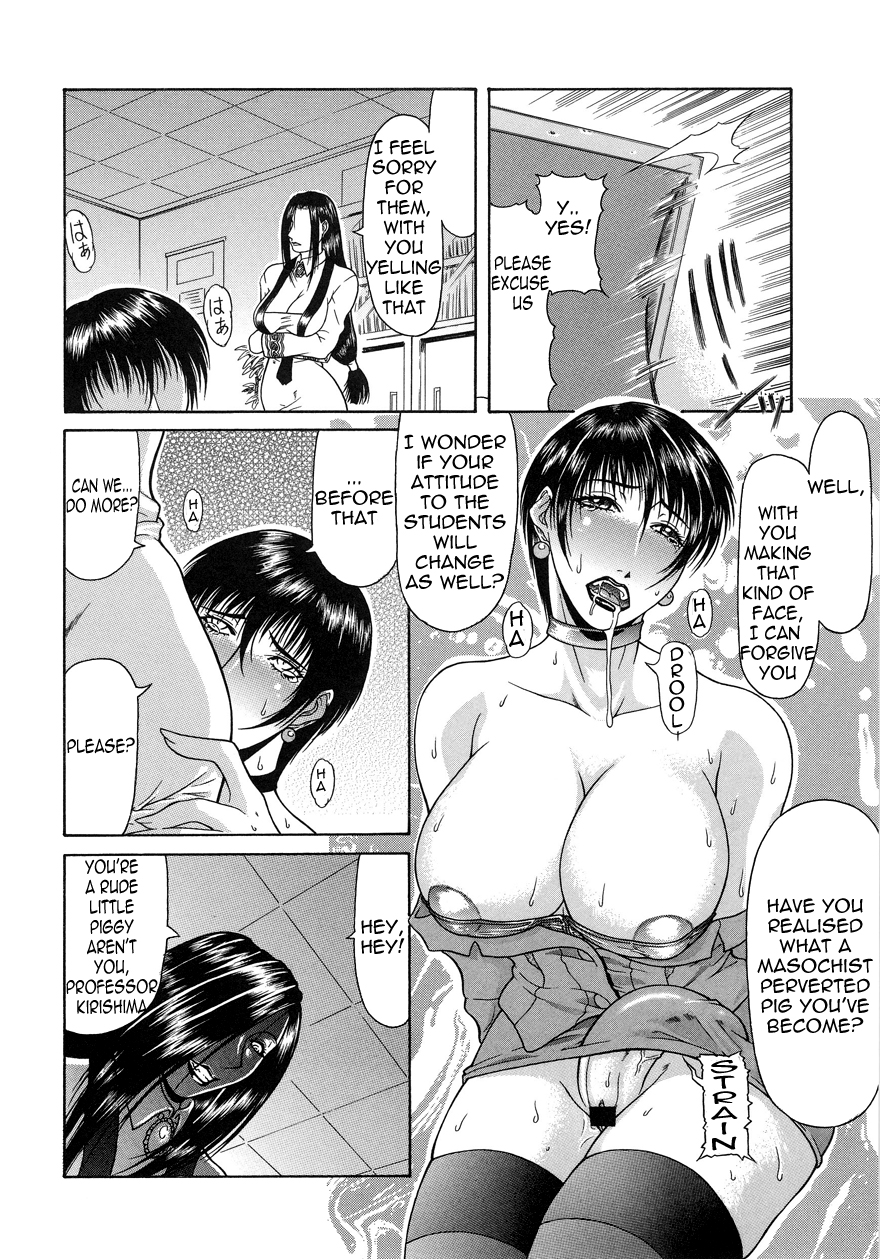 Y..
YES!
PLEASE
EXCUSE
US
I FEEL
SORRY
FOR
THEM,
WITH
YOU
YELLING
LIKE
THAT
はぁ
はぁ
WELL,
WITH
YOU
MAKING
THAT
KIND OF
FACE,
I CAN
FORGIVE
YOU
I WONDER
IF YOUR
ATTITUDE
TO THE
STUDENTS
WILL
CHANGE
AS WELL?
HA
HA
DROOL
HAVE YOU
REALISED
WHAT A
MASOCHIST
PERVERTED
PIG YOU'VE
BECOME?
STRAIN
...
BEFORE
THAT
CAN WE...
DO MORE?
HA
PLEASE?
HA
HEY,
HEY!
YOU'RE
A RUDE
LITTLE
PIGGY
AREN'T
YOU,
PROFESSOR
KIRISHIMA